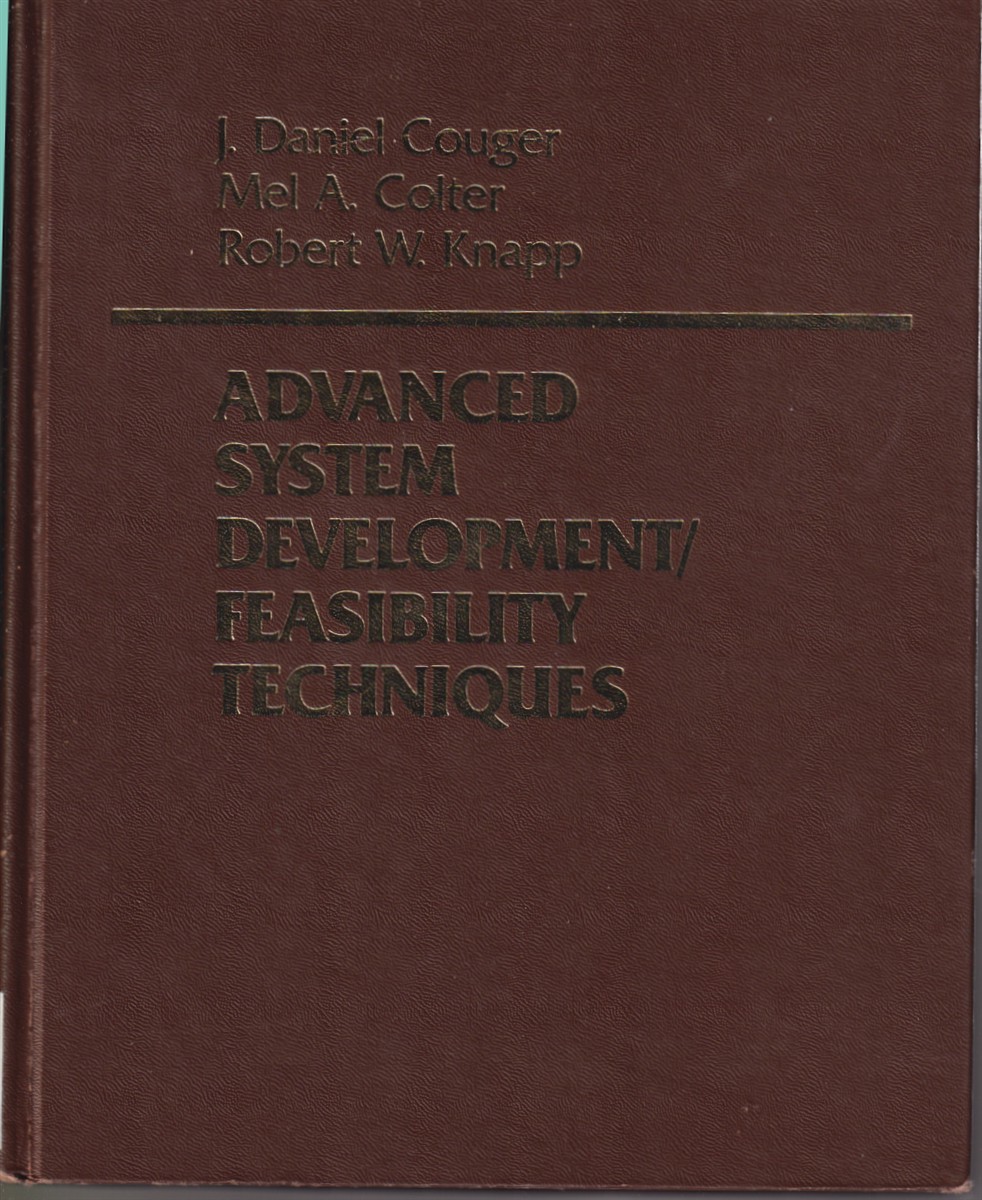 J. Daniel Couger
Mel A. Colter
Robert W. Knapp
ADVANCED
SYSTEM
DEVELOPMENT/
FEASIBILITY
TECHNIQUES